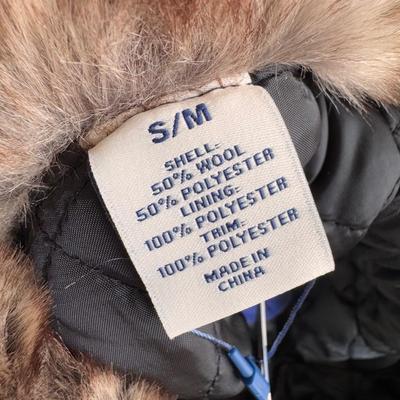 S/M
SHELL:
50% WOOL
50% POLYESTER
LINING:
100% POLYESTER
TRIM:
100% POLYESTER
MADE IN
CHINA